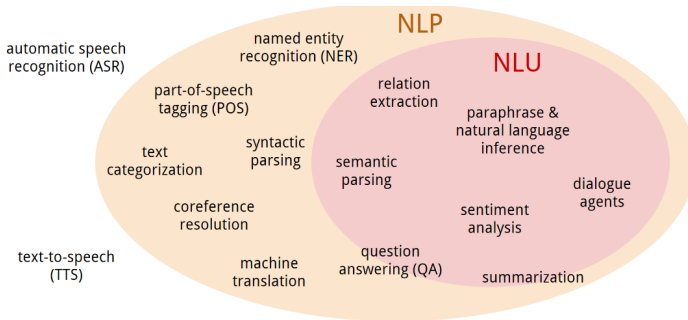 NLP
NLU
automatic speech
recognition (ASR)
named entity
recognition (NER)
part-of-speech
tagging (POS)
relation
extraction
paraphrase &
natural language
inference
text
categorization
syntactic
parsing
semantic
parsing
dialogue
agents
coreference
resolution
sentiment
analysis
text-to-speech
(TTS)
machine
translation
question
answering (QA)
summarization